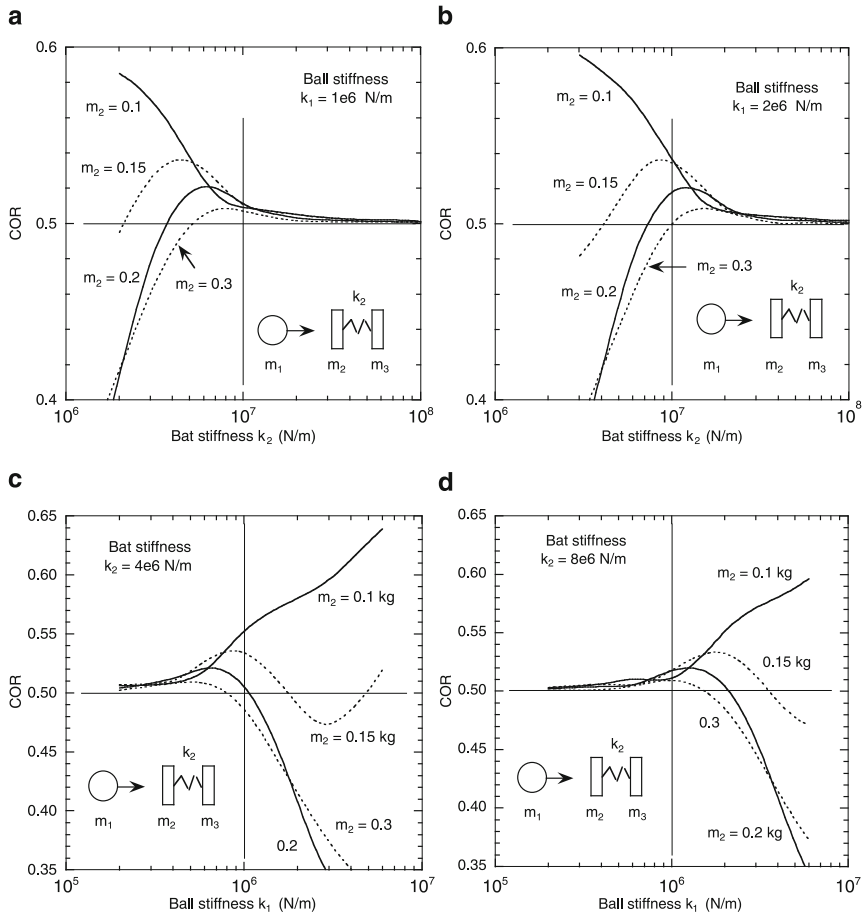 a
0.6
0.5
0.4
COR
10^6
10^7
10^8
Bat stiffness k₂ (N/m)
Ball stiffness
k₁ = 1e6 N/m
m₂ = 0.1
m₂ = 0.15
m₂ = 0.2
m₂ = 0.3
k₂
m₁
m₂
m₃
b
0.6
0.5
0.4
COR
10^6
10^7
10^8
Bat stiffness k₂ (N/m)
Ball stiffness
k₁ = 2e6 N/m
m₂ = 0.1
m₂ = 0.15
m₂ = 0.3
m₂ = 0.2
k₂
m₁
m₂
m₃
c
0.65
0.60
0.55
0.50
0.45
0.40
0.35
COR
10^5
10^6
10^7
Ball stiffness k₁ (N/m)
Bat stiffness
k₂ = 4e6 N/m
m₂ = 0.1 kg
m₂ = 0.15 kg
m₂ = 0.3
0.2
k₂
m₁
m₂
m₃
d
0.65
0.60
0.55
0.50
0.45
0.40
0.35
COR
10^5
10^6
10^7
Ball stiffness k₁ (N/m)
Bat stiffness
k₂ = 8e6 N/m
m₂ = 0.1 kg
0.15 kg
0.3
m₂ = 0.2 kg
k₂
m₁
m₂
m₃